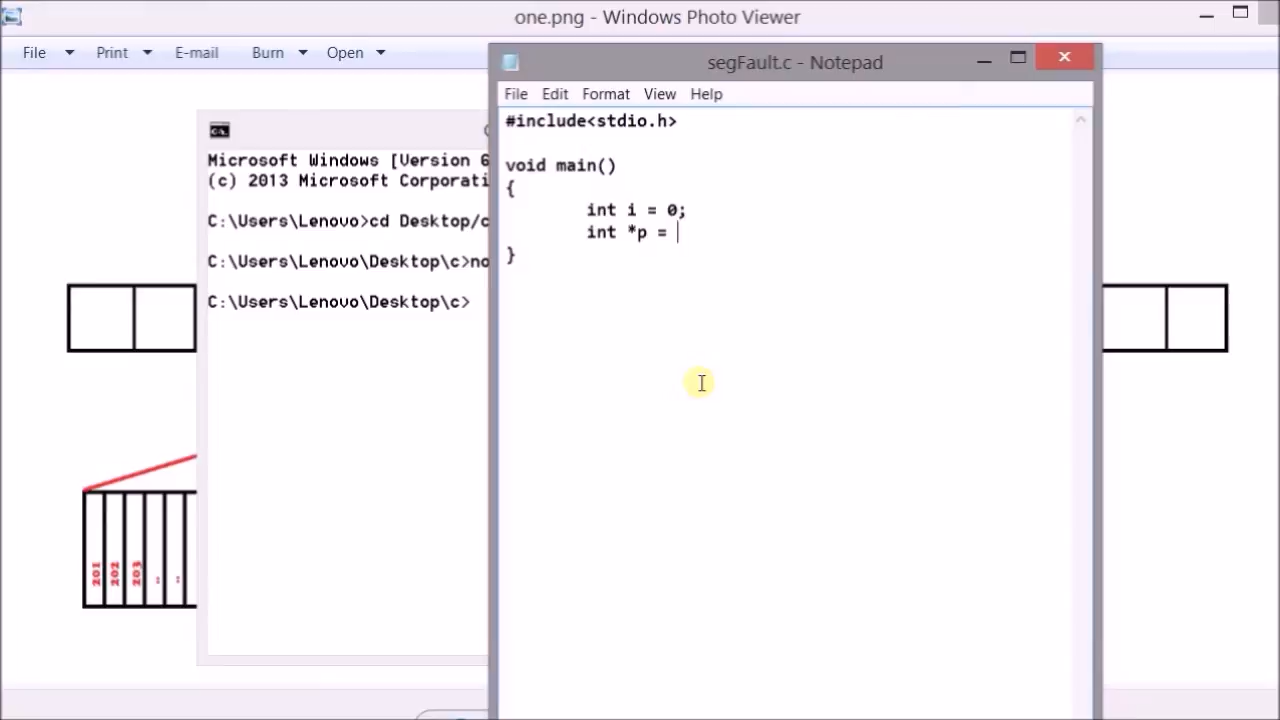 one.png - Windows Photo Viewer
File Print E-mail Burn Open
segFault.c - Notepad
File Edit Format View Help
#include<stdio.h>
void main()
{
int i = 0;
int *p =
}
Microsoft Windows [Version 6
(c) 2013 Microsoft Corporati
C:\Users\Lenovo>cd Desktop/c
C:\Users\Lenovo\Desktop\c>no
C:\Users\Lenovo\Desktop\c>
201
202
203
..
..